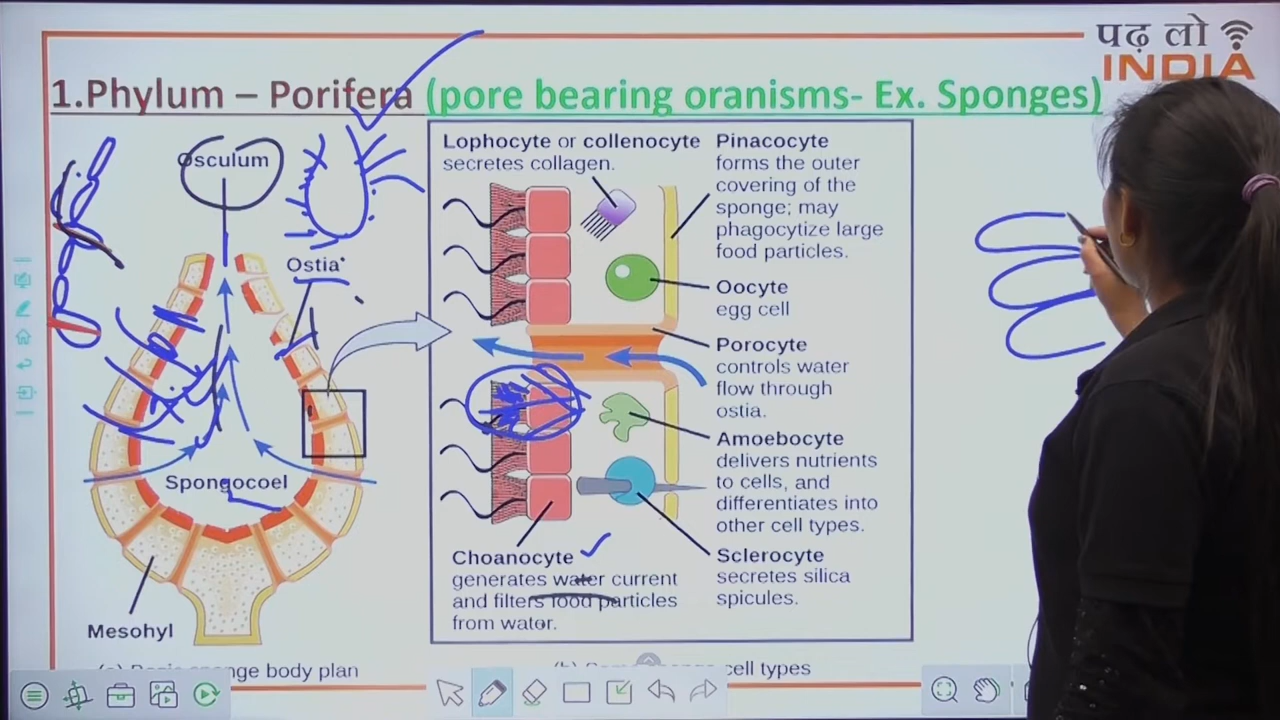 पढ़ लो
INDIA
1.Phylum – Porifera (pore bearing oranisms- Ex. Sponges)
Osculum
Ostia
Spongocoel
Mesohyl
Lophocyte or collenocyte
secretes collagen.
Pinacocyte
forms the outer
covering of the
sponge; may
phagocytize large
food particles.
Oocyte
egg cell
Porocyte
controls water
flow through
ostia.
Amoebocyte
delivers nutrients
to cells, and
differentiates into
other cell types.
Choanocyte
generates water current
and filters food particles
from water.
Sclerocyte
secretes silica
spicules.
sponge body plan
cell types